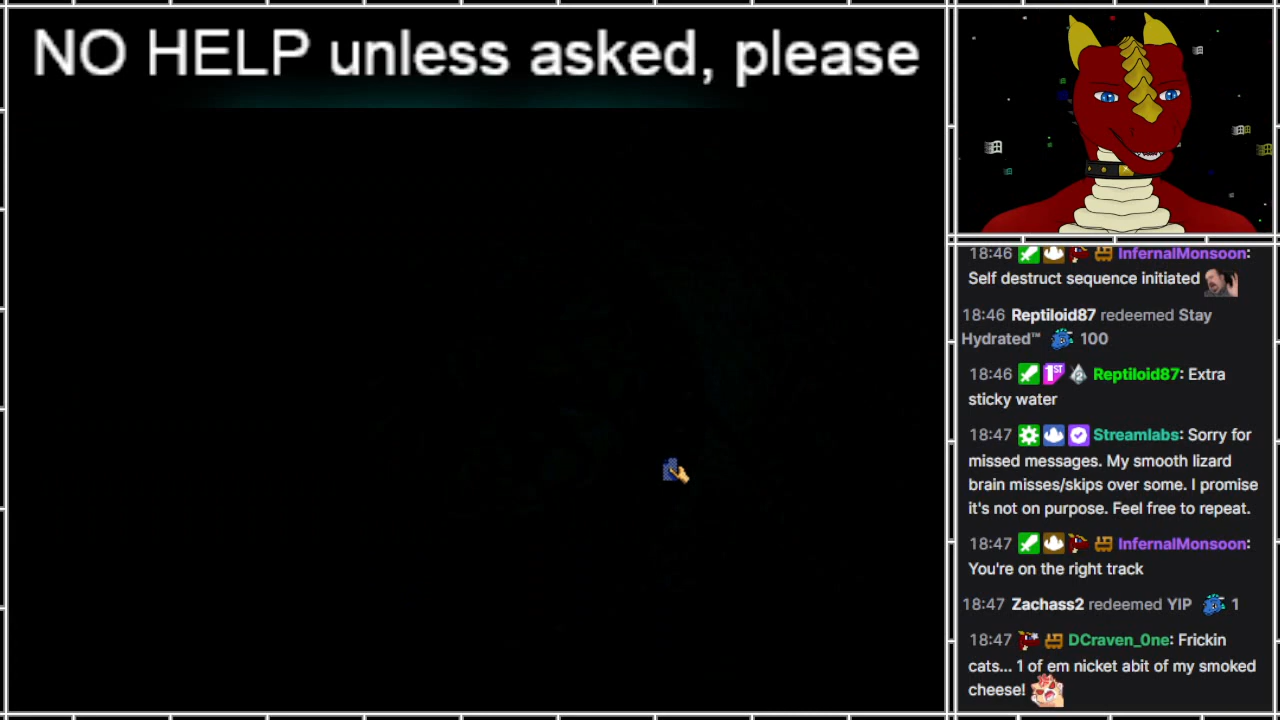 NO HELP unless asked, please
18:46 InfernalMonsoon:
Self destruct sequence initiated
18:46 Reptiloid87 redeemed Stay
Hydrated™ 100
18:46 Reptiloid87: Extra
sticky water
18:47 Streamlabs: Sorry for
missed messages. My smooth lizard
brain misses/skips over some. I promise
it's not on purpose. Feel free to repeat.
18:47 InfernalMonsoon:
You're on the right track
18:47 Zachass2 redeemed YIP 1
18:47 DCraven_0ne: Frickin
cats... 1 of em nicket abit of my smoked
cheese!